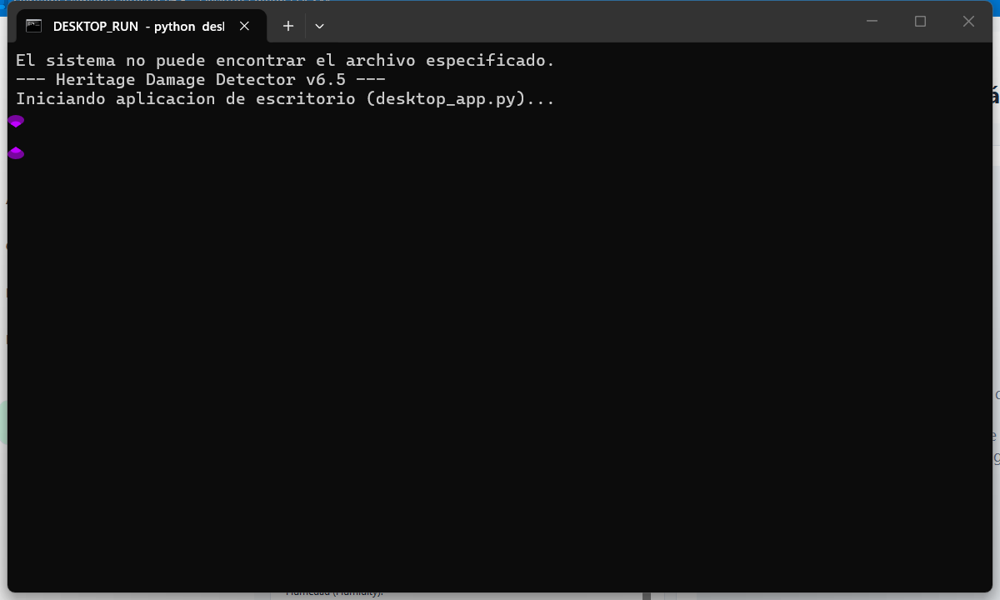 DESKTOP_RUN - python desl
El sistema no puede encontrar el archivo especificado.
--- Heritage Damage Detector v6.5 ---
Iniciando aplicacion de escritorio (desktop_app.py)...